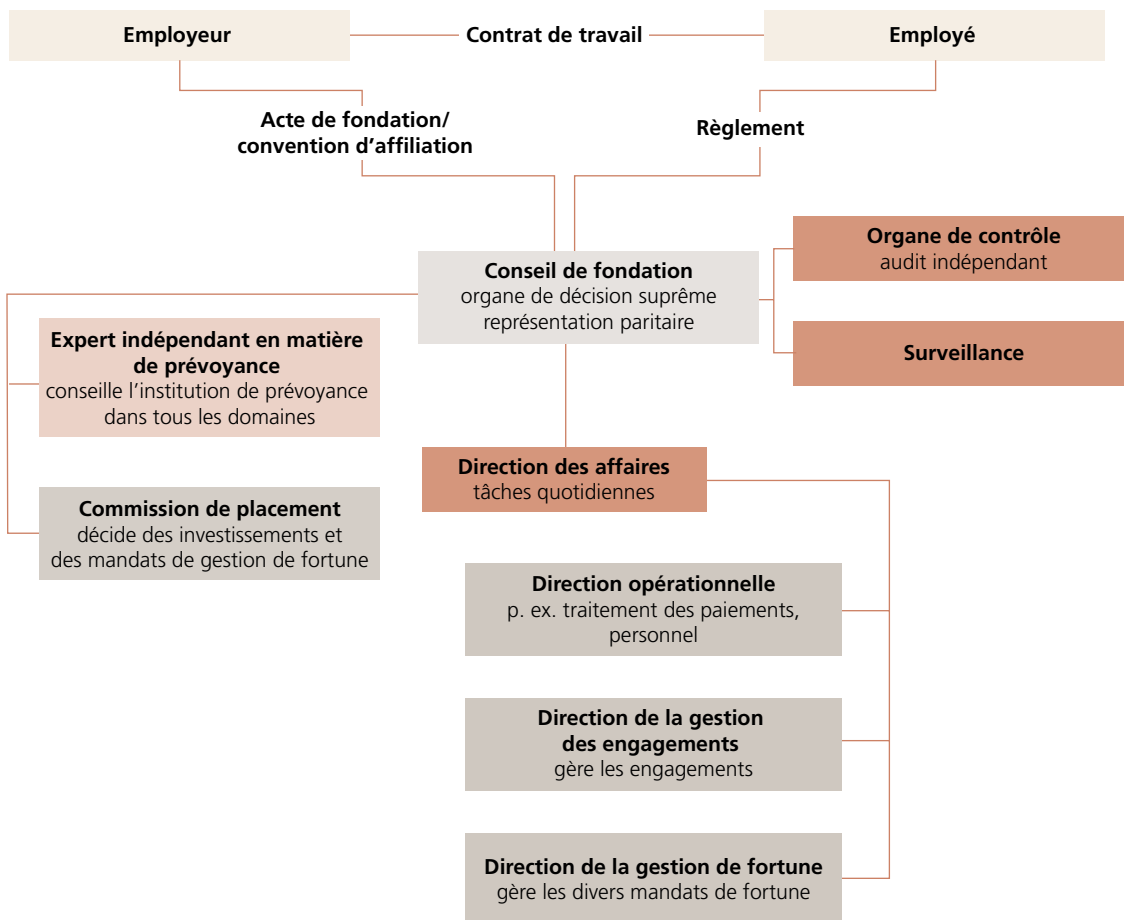 Employeur
Contrat de travail
Employé
Acte de fondation/
convention d’affiliation
Règlement
Conseil de fondation
organe de décision suprême
représentation paritaire
Organe de contrôle
audit indépendant
Surveillance
Expert indépendant en matière
de prévoyance
conseille l’institution de prévoyance
dans tous les domaines
Commission de placement
décide des investissements et
des mandats de gestion de fortune
Direction des affaires
tâches quotidiennes
Direction opérationnelle
p. ex. traitement des paiements,
personnel
Direction de la gestion
des engagements
gère les engagements
Direction de la gestion de fortune
gère les divers mandats de fortune